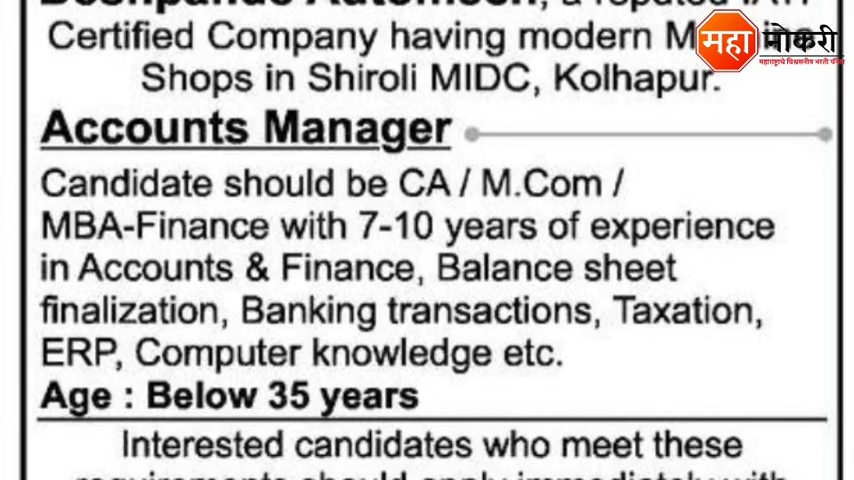 Certified Company having modern
Shops in Shiroli MIDC, Kolhapur.
महा नोकरी
Accounts Manager
Candidate should be CA / M.Com /
MBA-Finance with 7-10 years of experience
in Accounts & Finance, Balance sheet
finalization, Banking transactions, Taxation,
ERP, Computer knowledge etc.
Age : Below 35 years
Interested candidates who meet these